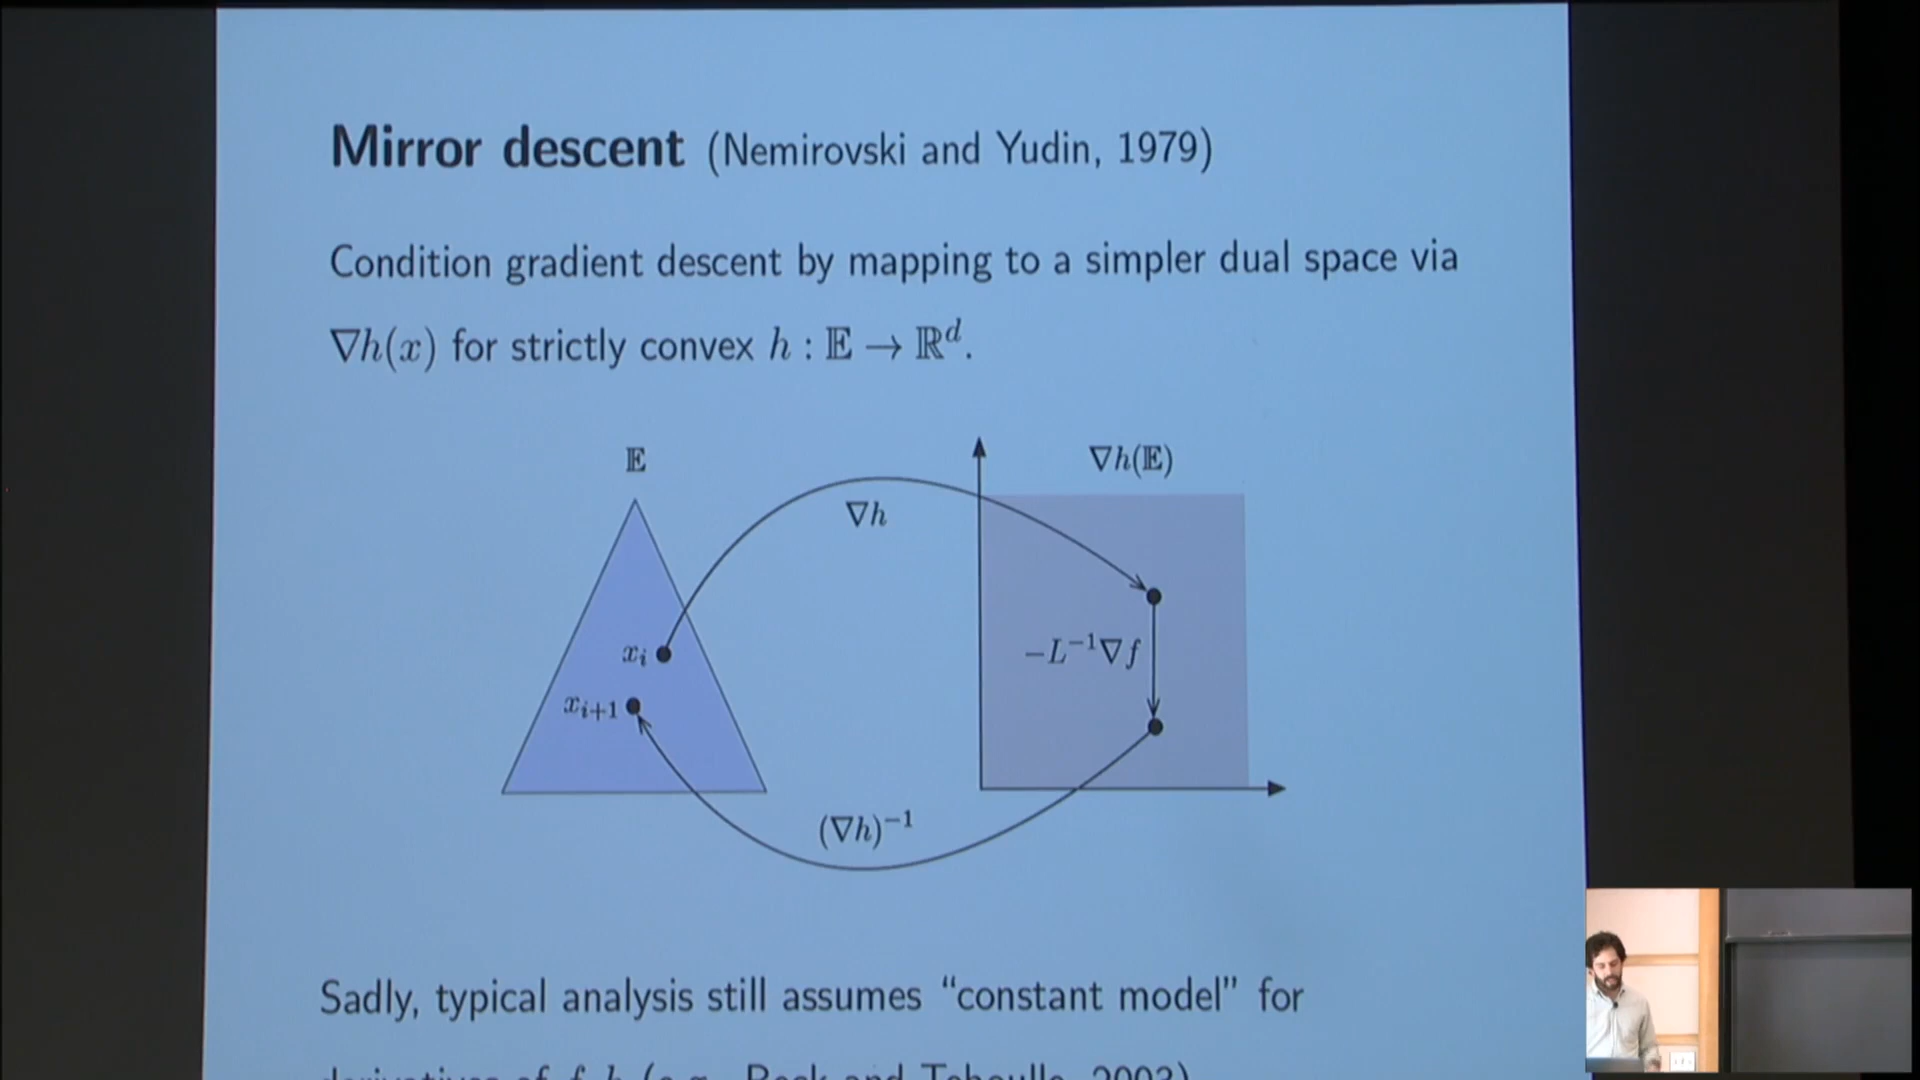 Mirror descent (Nemirovski and Yudin, 1979)
Condition gradient descent by mapping to a simpler dual space via
∇h(x) for strictly convex h : 𝔼 → ℝᵈ.
𝔼
∇h(𝔼)
∇h
xᵢ
−L⁻¹∇f
xᵢ₊₁
(∇h)⁻¹
Sadly, typical analysis still assumes “constant model” for
derivatives of f, h (e.g., Beck and Teboulle, 2003)